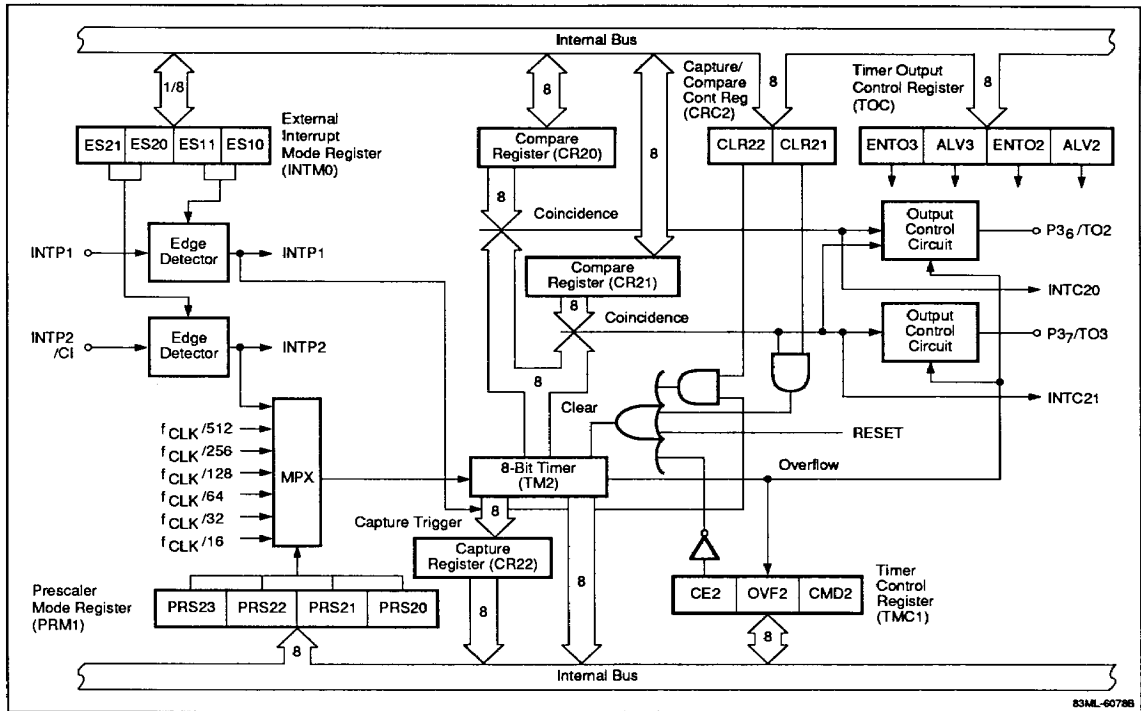 Internal Bus
1/8
8
8
Capture/
Compare
Cont Reg
(CRC2)
8
Timer Output
Control Register
(TOC)
8
External
Interrupt
Mode Register
(INTM0)
ES21 ES20 ES11 ES10
Compare
Register (CR20)
CLR22 CLR21
ENTO3 ALV3 ENTO2 ALV2
8
Coincidence
Output
Control
Circuit
P3₆/TO2
INTP1
Edge
Detector
INTP1
Compare
Register (CR21)
INTC20
8
Coincidence
Output
Control
Circuit
P3₇/TO3
INTP2
/CI
Edge
Detector
INTP2
8
Clear
INTC21
RESET
fCLK/512
fCLK/256
fCLK/128
fCLK/64
fCLK/32
fCLK/16
MPX
8-Bit Timer
(TM2)
Overflow
8
Capture Trigger
Capture
Register (CR22)
8
8
Prescaler
Mode Register
(PRM1)
PRS23 PRS22 PRS21 PRS20
CE2 OVF2 CMD2
Timer
Control
Register
(TMC1)
8
8
Internal Bus
83ML-6078B